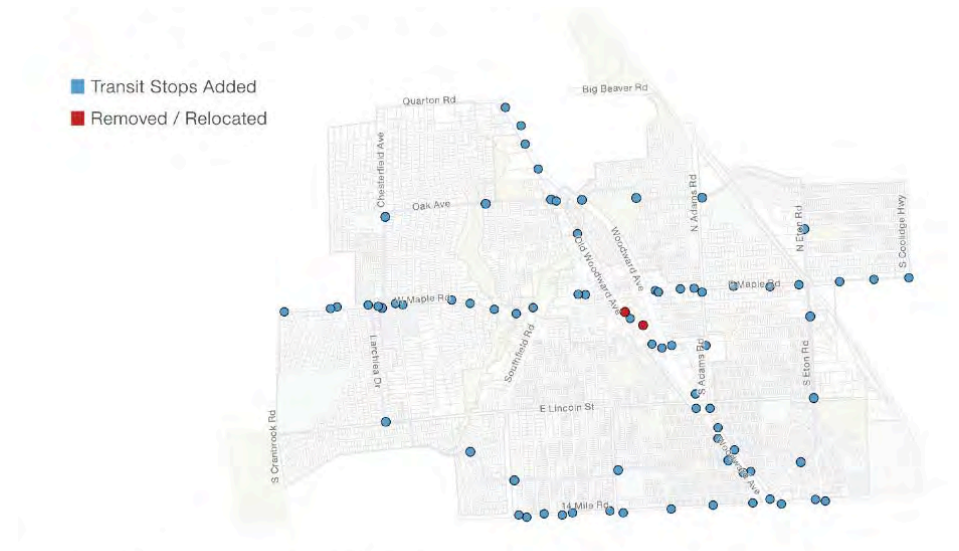 Transit Stops Added
Removed / Relocated
Big Beaver Rd
Quarton Rd
Chesterfield Ave
Oak Ave
N Adams Rd
N Eton Rd
S Coolidge Hwy
Woodward Ave
Old Woodward Ave
W Maple Rd
E Maple Rd
Larchlea Dr
Southfield Rd
S Adams Rd
S Eton Rd
E Lincoln St
S Cranbrook Rd
Woodward Ave
14 Mile Rd